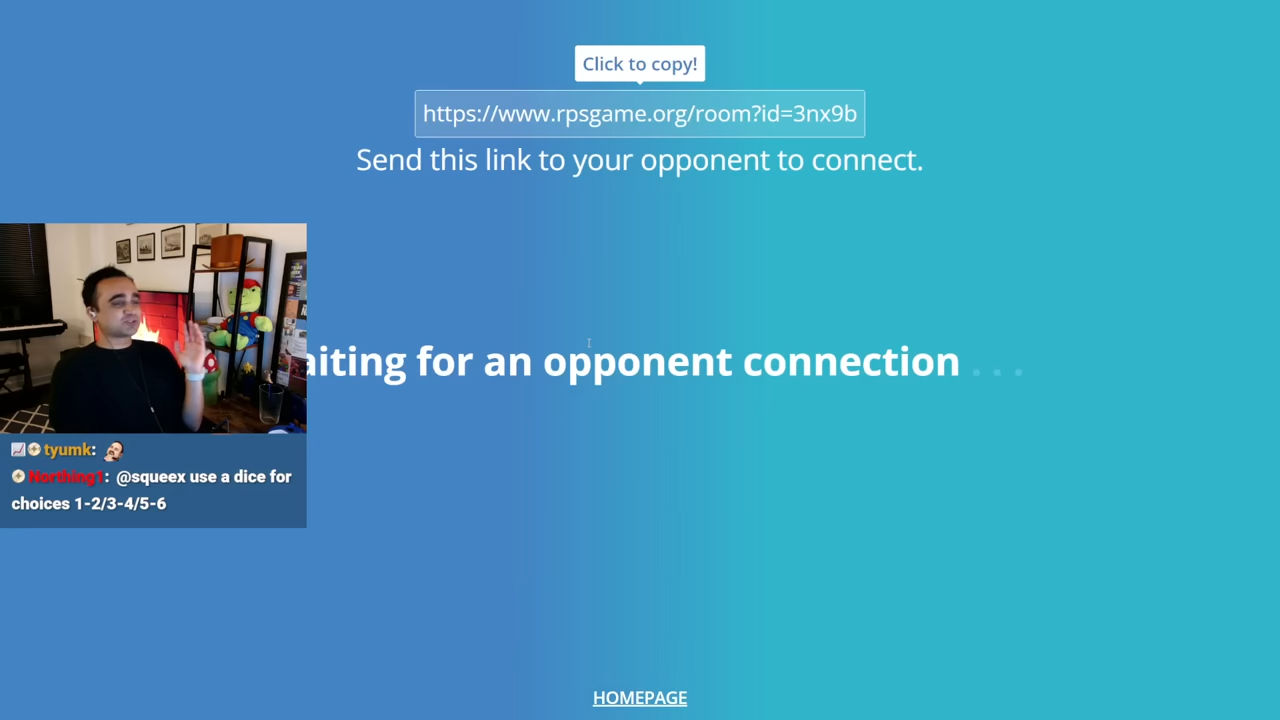 Click to copy!
https://www.rpsgame.org/room?id=3nx9b
Send this link to your opponent to connect.
aiting for an opponent connection . . .
tyumk:
Northing1: @squeex use a dice for
choices 1-2/3-4/5-6
HOMEPAGE